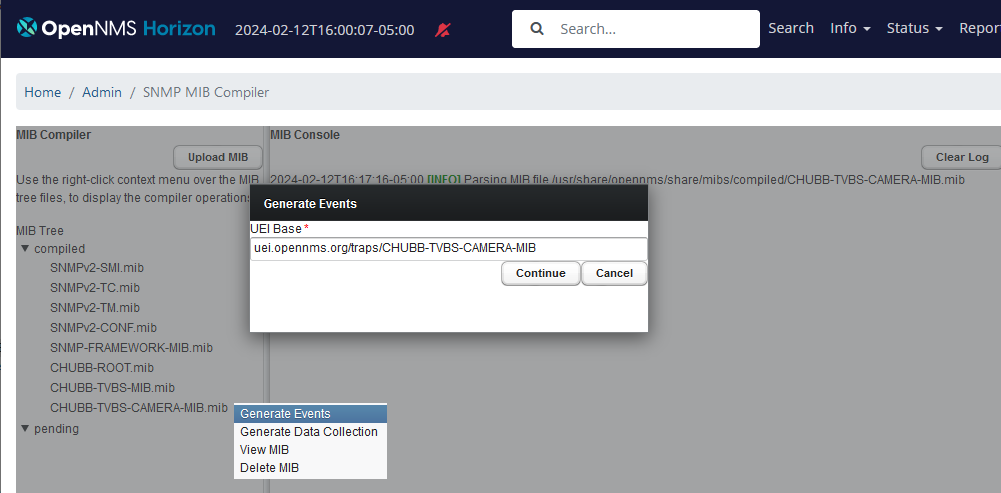 OpenNMS Horizon 2024-02-12T16:00:07-05:00 Search... Search Info Status Repor
Home / Admin / SNMP MIB Compiler
MIB Compiler
MIB Console
Upload MIB
Clear Log
Use the right-click context menu over the MIB
tree files, to display the compiler operations
2024-02-12T16:17:16-05:00 [INFO] Parsing MIB file /usr/share/opennms/share/mibs/compiled/CHUBB-TVBS-CAMERA-MIB.mib
Generate Events
UEI Base *
uei.opennms.org/traps/CHUBB-TVBS-CAMERA-MIB
Continue Cancel
MIB Tree
compiled
SNMPv2-SMI.mib
SNMPv2-TC.mib
SNMPv2-TM.mib
SNMPv2-CONF.mib
SNMP-FRAMEWORK-MIB.mib
CHUBB-ROOT.mib
CHUBB-TVBS-MIB.mib
CHUBB-TVBS-CAMERA-MIB.mib
pending
Generate Events
Generate Data Collection
View MIB
Delete MIB